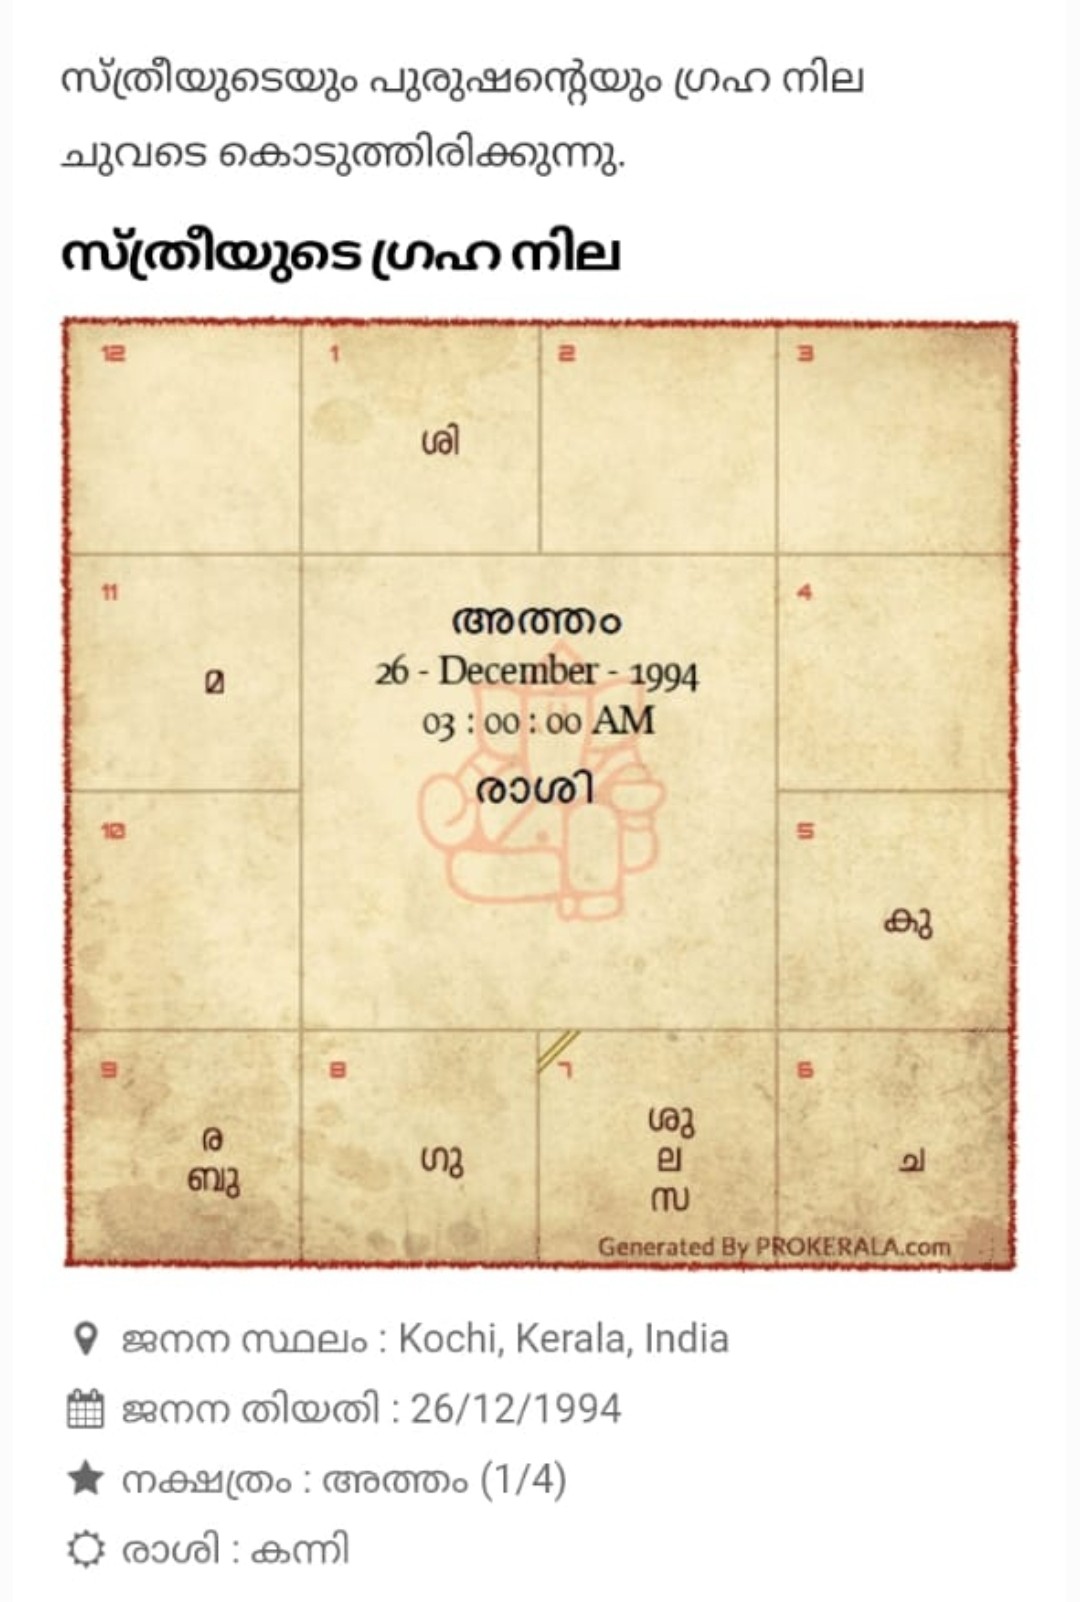 സ്ത്രീയുടെയും പുരുഷന്റെയും ഗ്രഹ നില
ചുവടെ കൊടുത്തിരിക്കുന്നു.
സ്ത്രീയുടെ ഗ്രഹ നില
12
1
2
3
ശി
11
4
മ
അത്തം
26 - December - 1994
03 : 00 : 00 AM
രാശി
10
5
കു
9
8
7
6
ര
ബു
ഗു
ശു
ല
സ
ച
Generated By PROKERALA.com
ജനന സ്ഥലം : Kochi, Kerala, India
ജനന തിയതി : 26/12/1994
നക്ഷത്രം : അത്തം (1/4)
രാശി : കന്നി